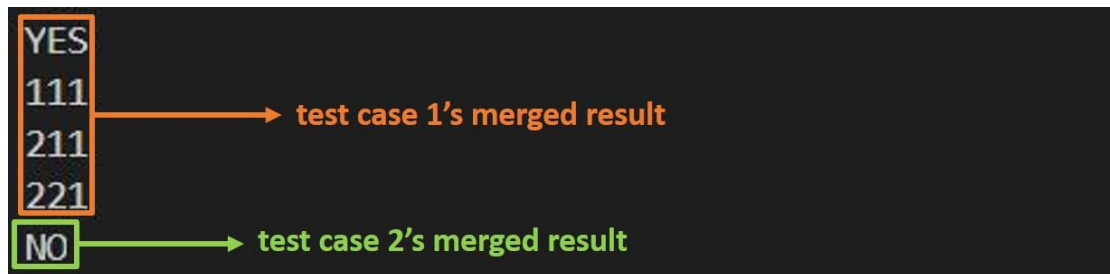 YES
111
test case 1's merged result
211
221
NO
test case 2's merged result